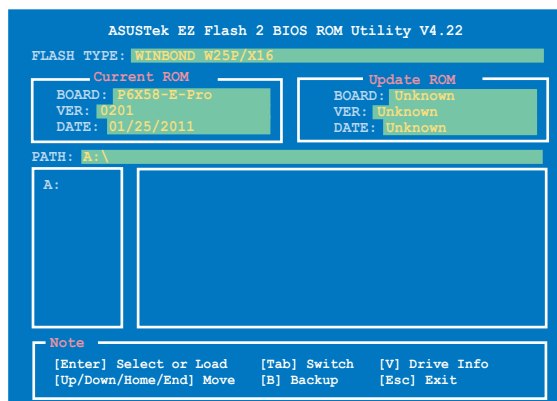 ASUSTek EZ Flash 2 BIOS ROM Utility V4.22
FLASH TYPE: WINBOND W25P/X16
Current ROM
BOARD: P6X58-E-Pro
VER: 0201
DATE: 01/25/2011
Update ROM
BOARD: Unknown
VER: Unknown
DATE: Unknown
PATH: A:\
A:
Note
[Enter] Select or Load [Tab] Switch [V] Drive Info
[Up/Down/Home/End] Move [B] Backup [Esc] Exit